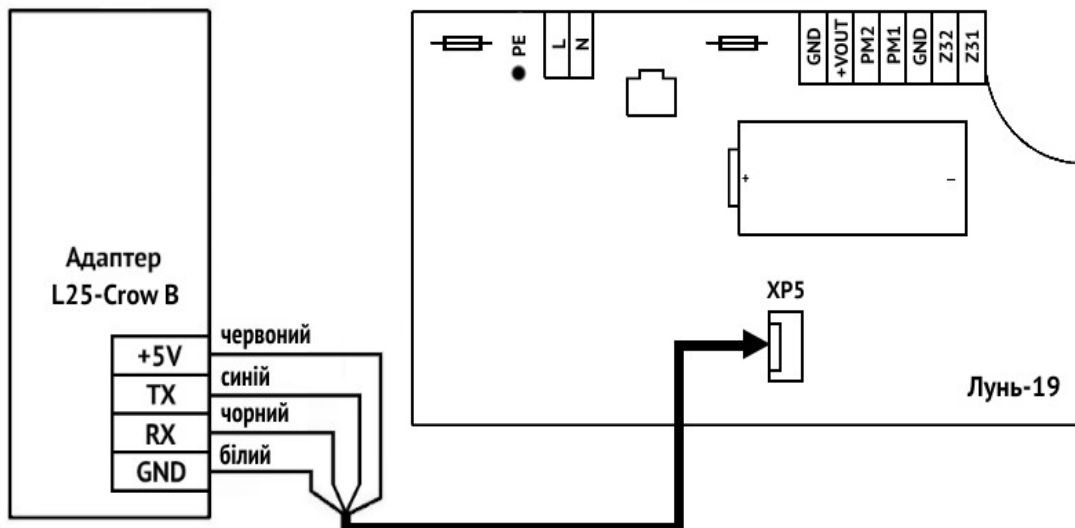 Адаптер
L25-Crow B
+5V
TX
RX
GND
червоний
синій
чорний
білий
PE
L
N
GND
+VOUT
PM2
PM1
GND
Z32
Z31
+ −
XP5
Лунь-19